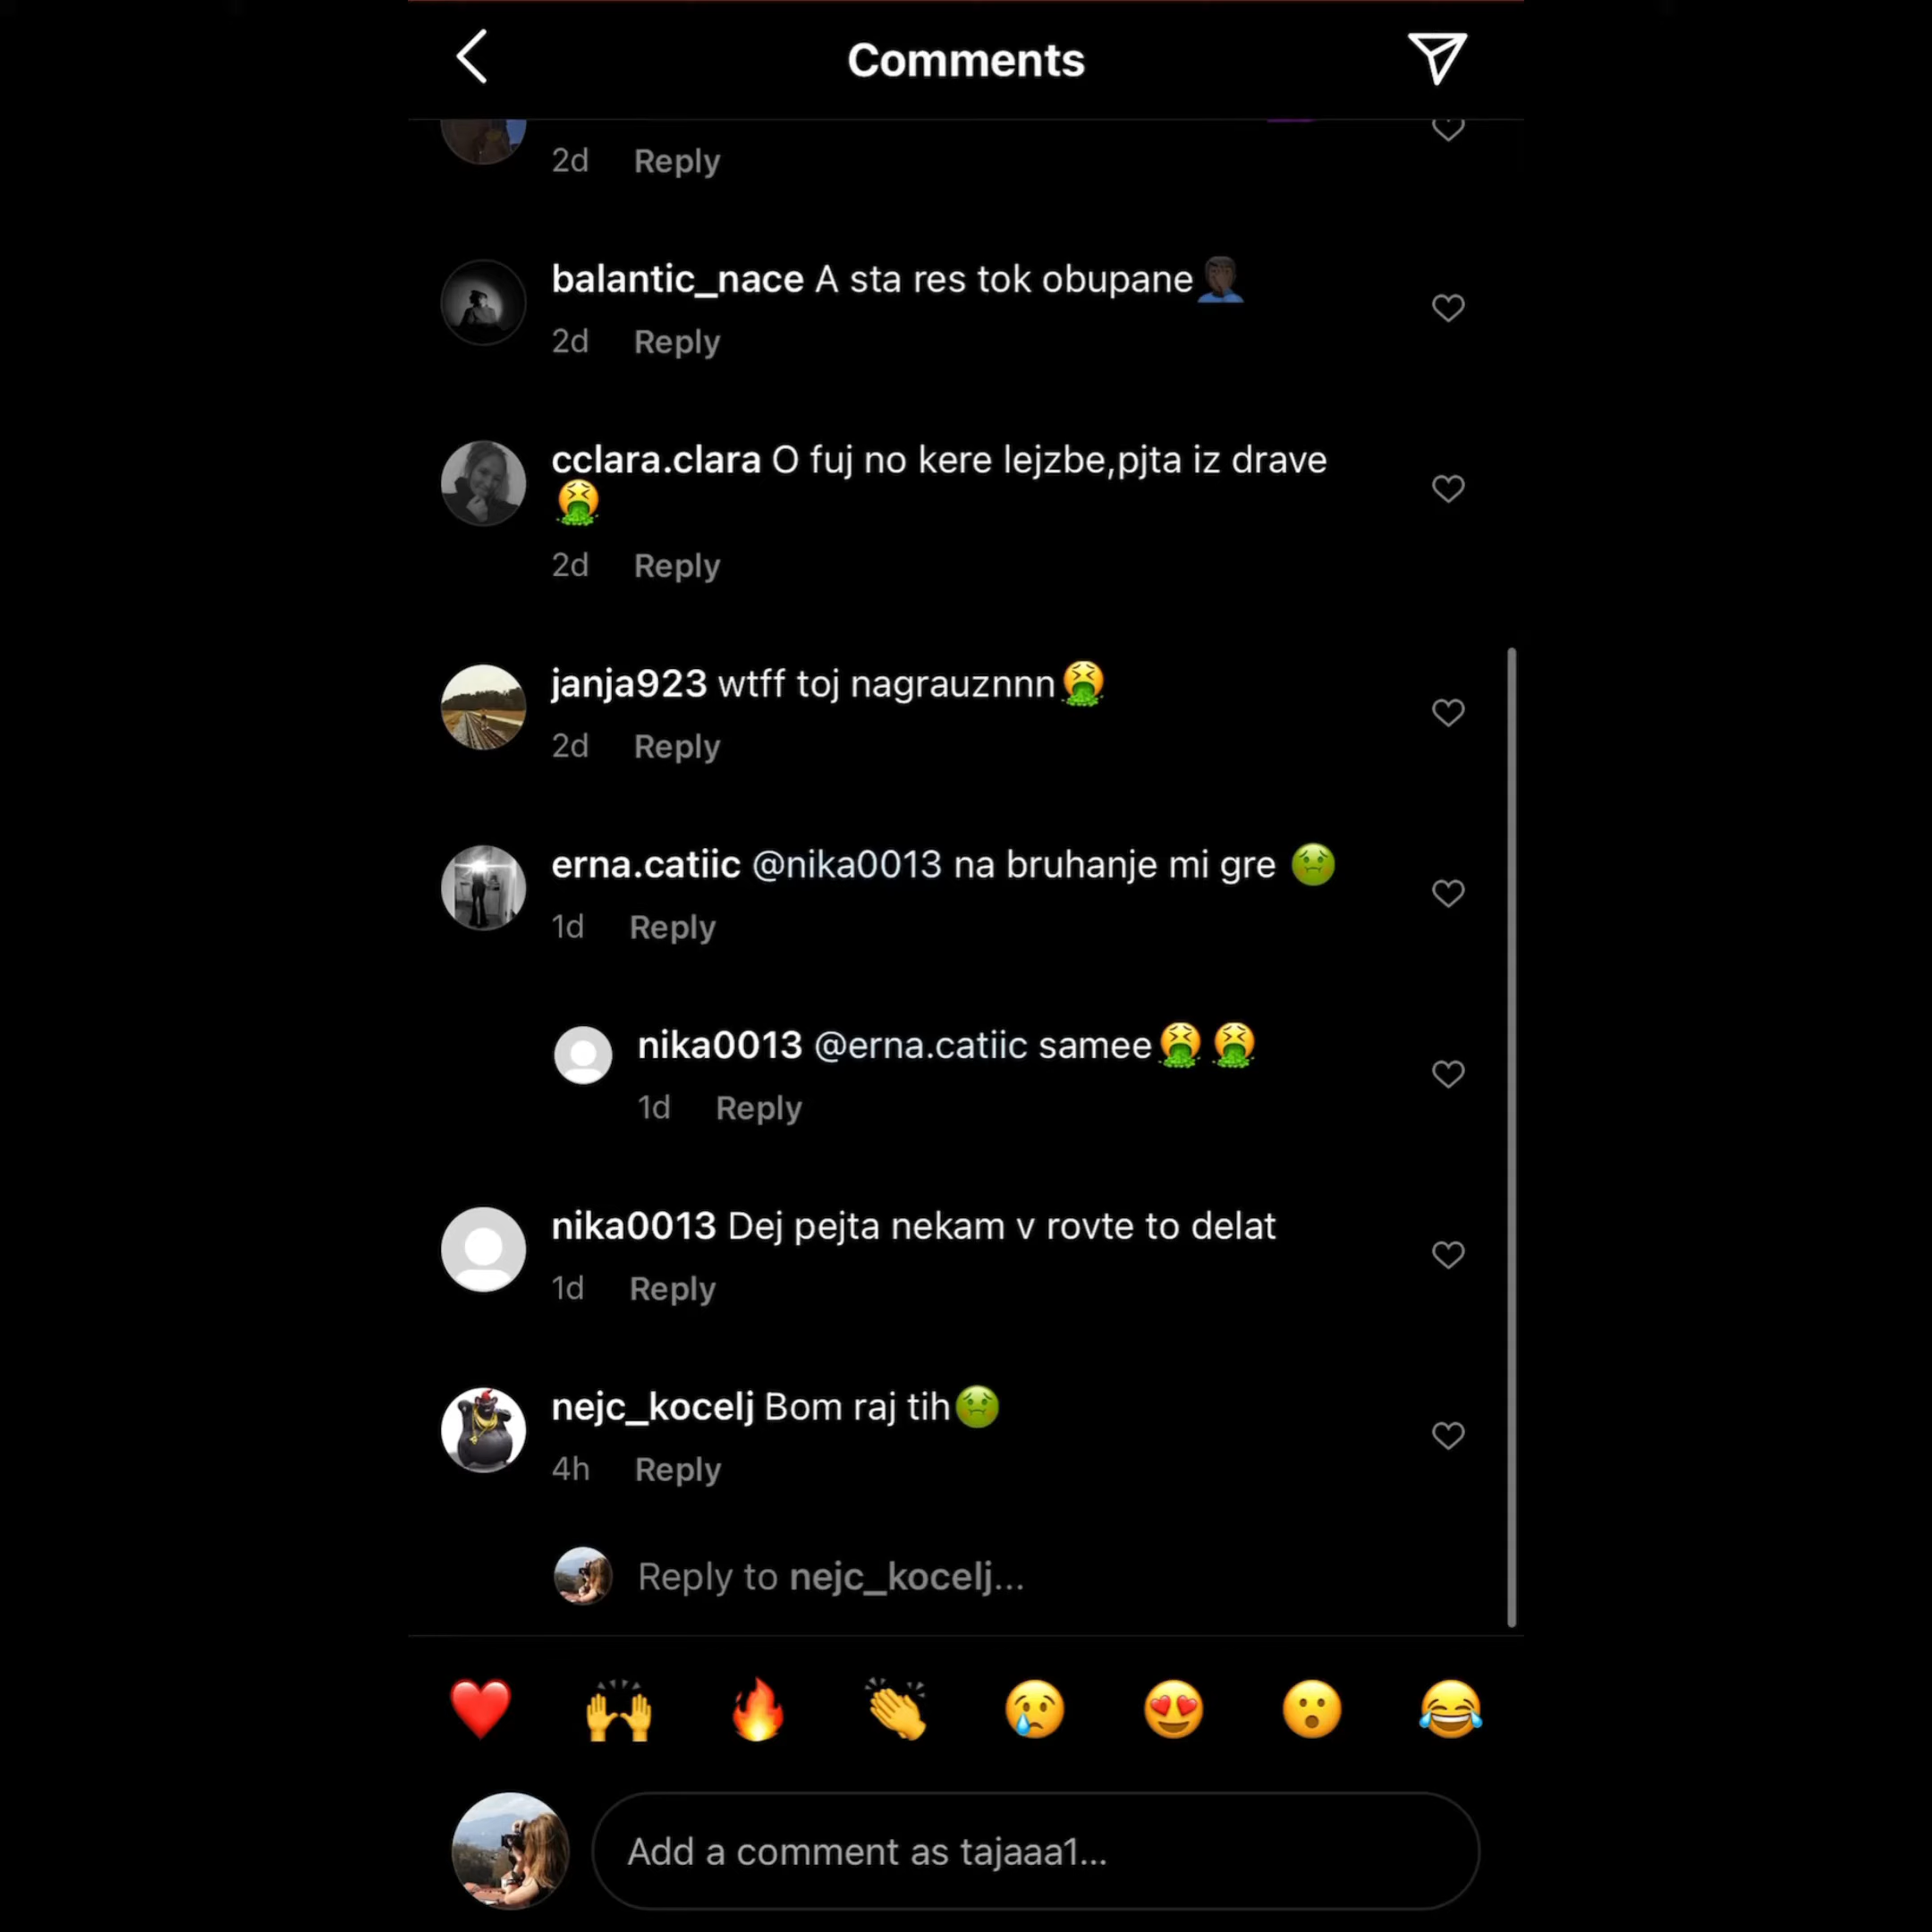 Comments
2d Reply
balantic_nace A sta res tok obupane🤦🏿‍♂️
2d Reply
cclara.clara O fuj no kere lejzbe,pjta iz drave
🤮
2d Reply
janja923 wtff toj nagrauznnn🤮
2d Reply
erna.catiic @nika0013 na bruhanje mi gre 🤢
1d Reply
nika0013 @erna.catiic samee🤮🤮
1d Reply
nika0013 Dej pejta nekam v rovte to delat
1d Reply
nejc_kocelj Bom raj tih🤢
4h Reply
Reply to nejc_kocelj...
❤️ 🙌 🔥 👏 😢 😍 😮 😂
Add a comment as tajaaa1...